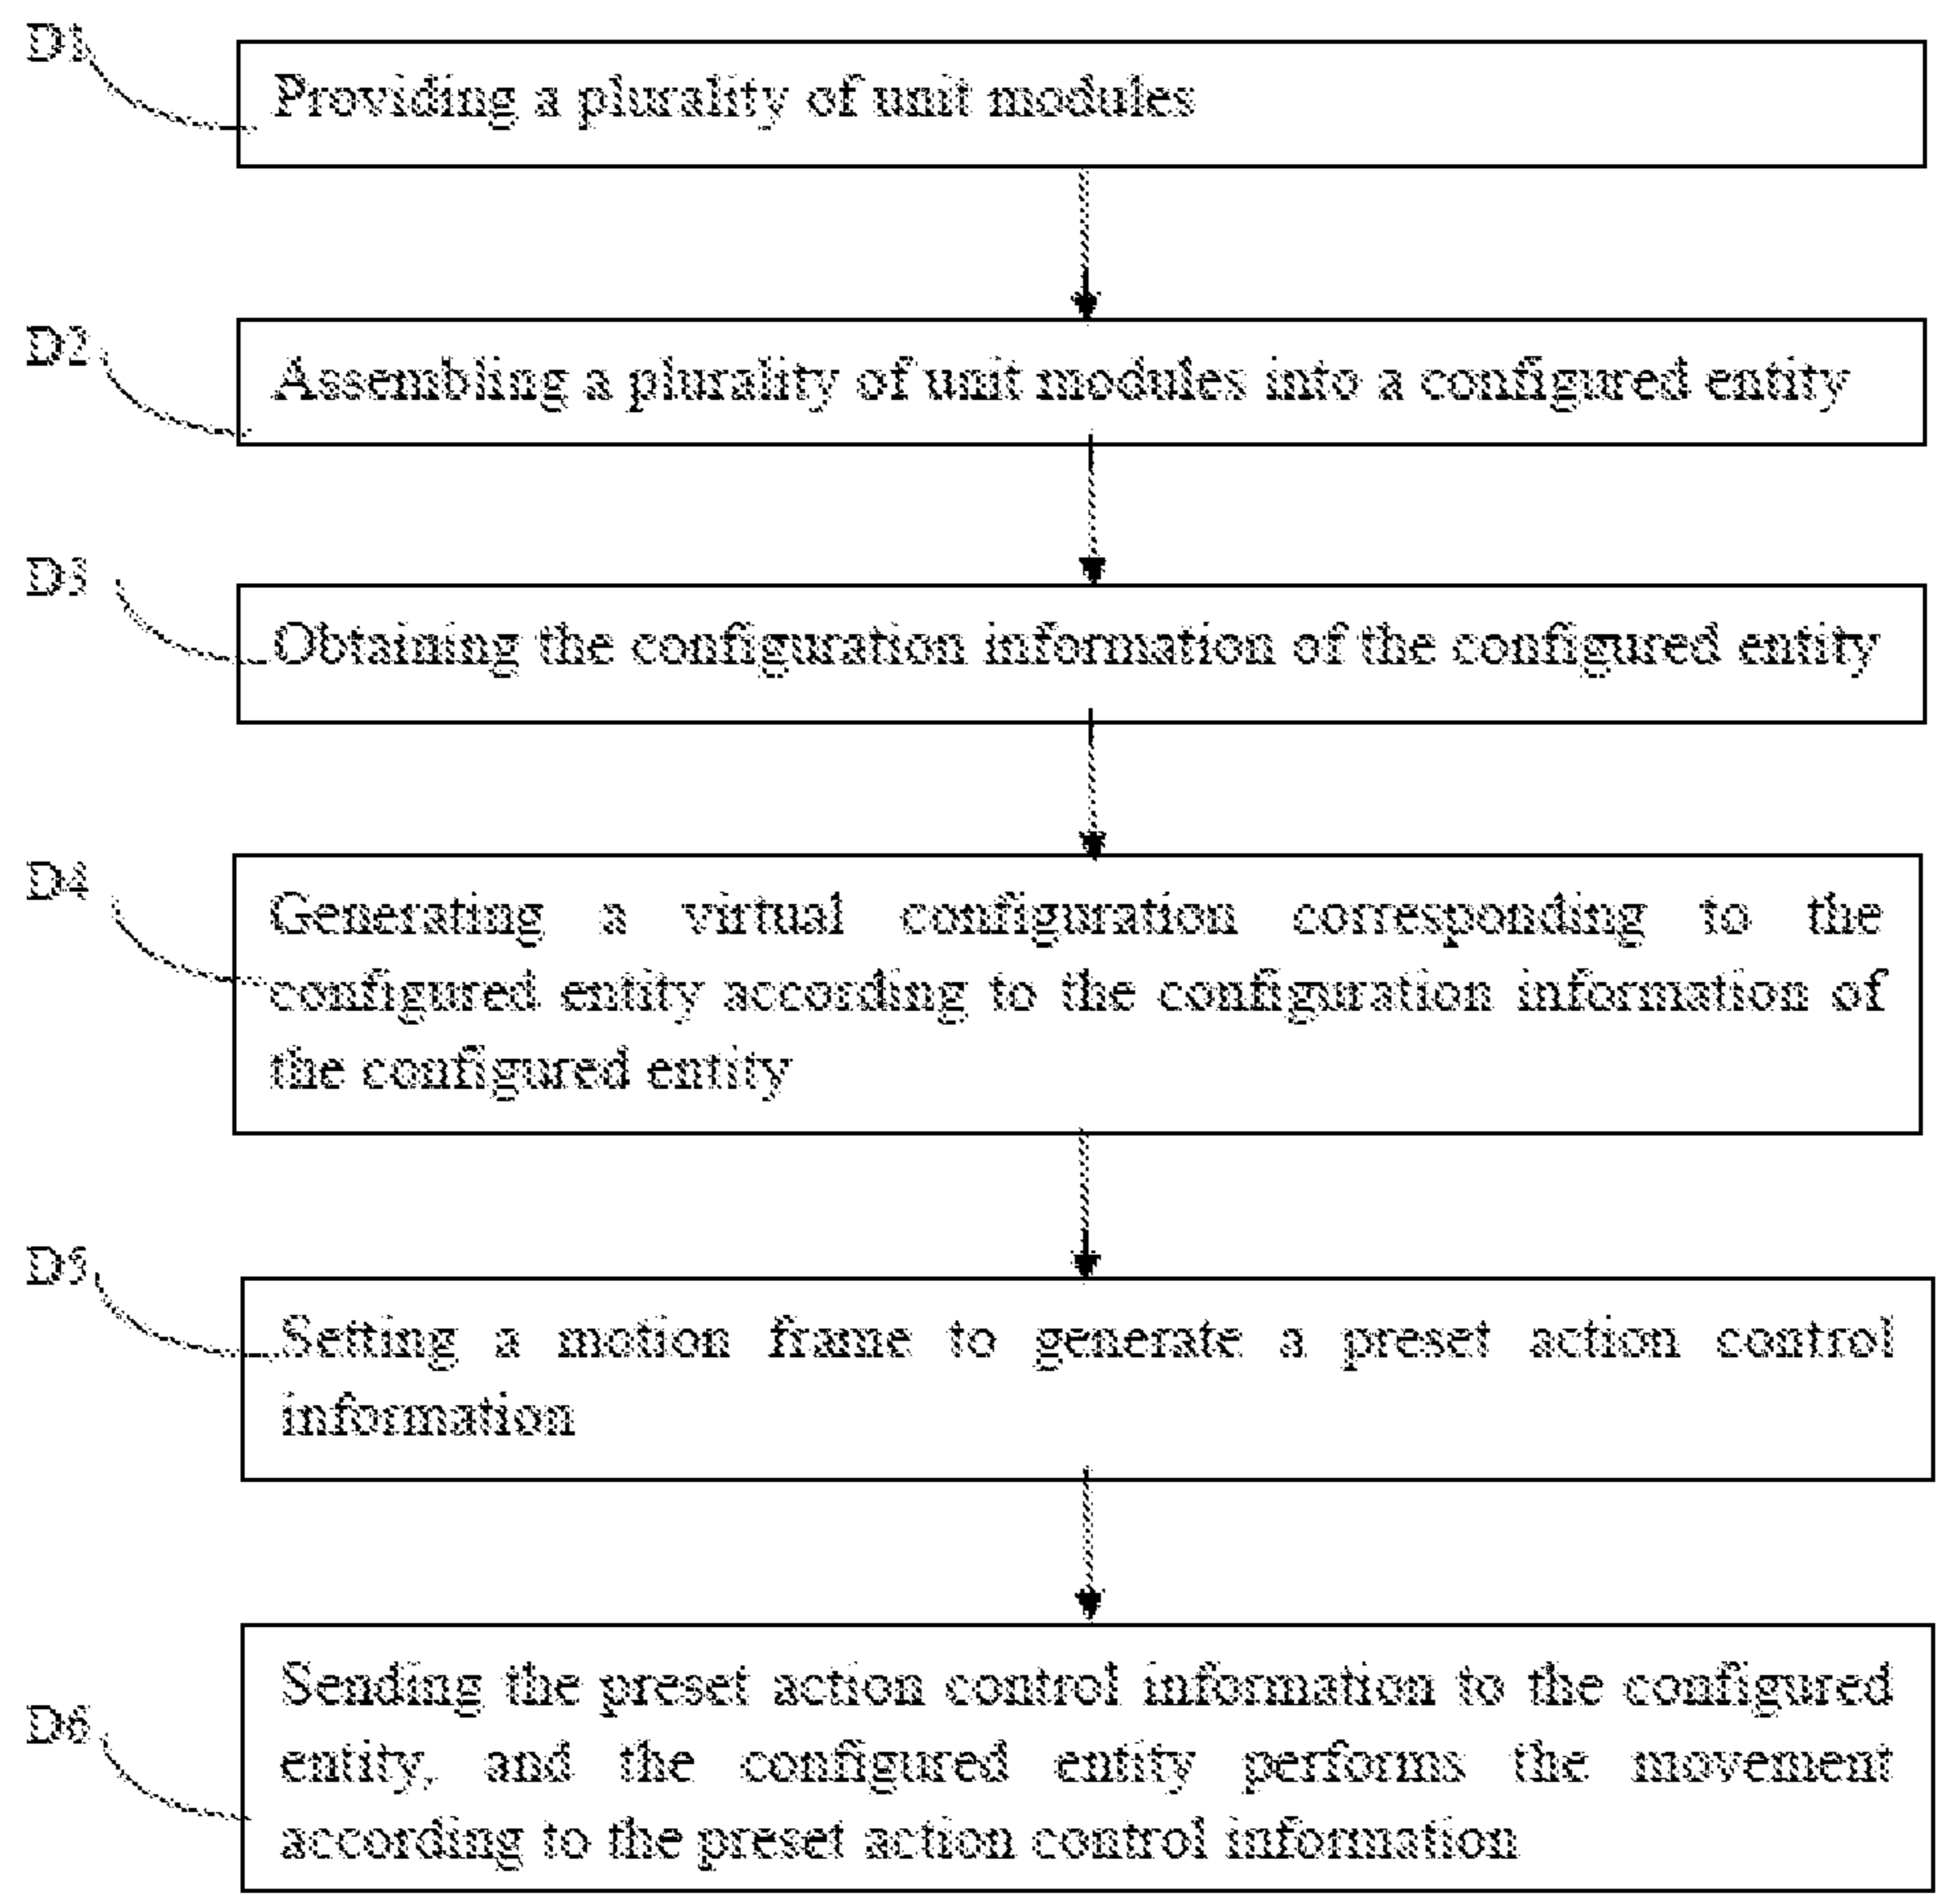 D1
Providing a plurality of unit modules
D2
Assembling a plurality of unit modules into a configured entity
D3
Obtaining the configuration information of the configured entity
D4
Generating a virtual configuration corresponding to the
configured entity according to the configuration information of
the configured entity
D5
Setting a motion frame to generate a preset action control
information
D6
Sending the preset action control information to the configured
entity, and the configured entity performs the movement
according to the preset action control information